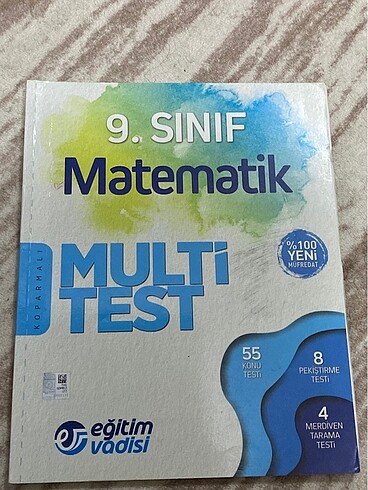 9. SINIF
Matematik
KOPARMALI
MULTi
TEST
%100
YENİ
MÜFREDAT
55
KONU
TESTİ
8
PEKİŞTİRME
TESTİ
4
MERDİVEN
TARAMA
TESTİ
eğitim
vadisi